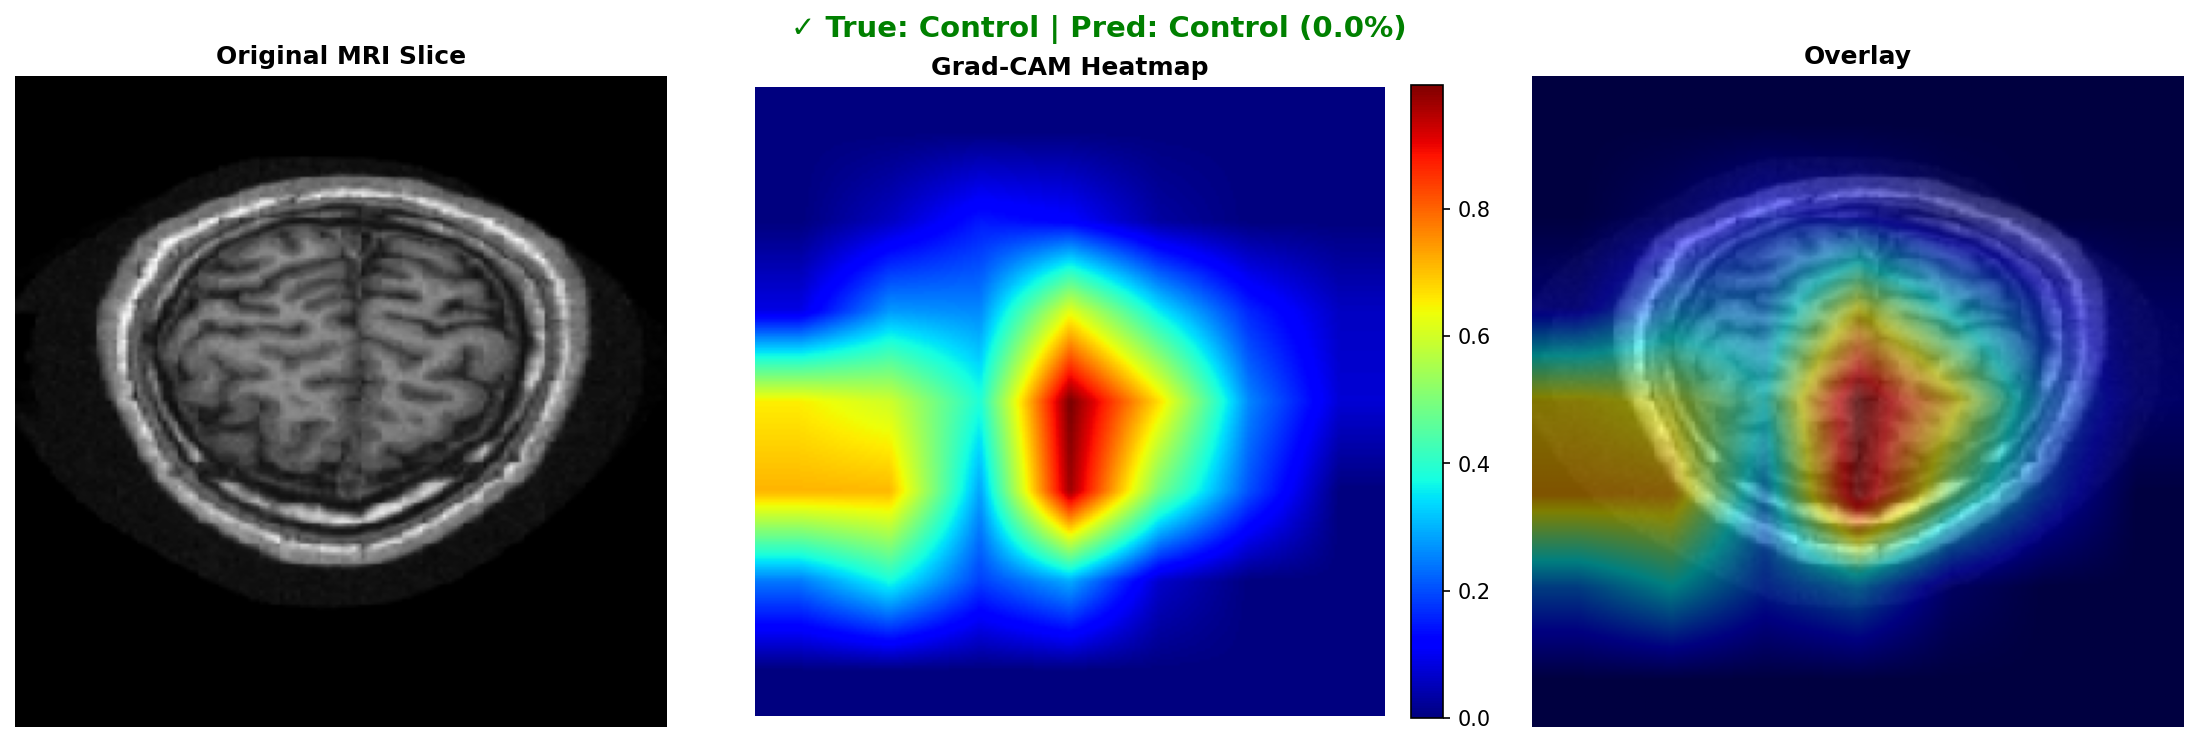 ✓ True: Control | Pred: Control (0.0%)
Original MRI Slice
Grad-CAM Heatmap
Overlay
0.8
0.6
0.4
0.2
0.0